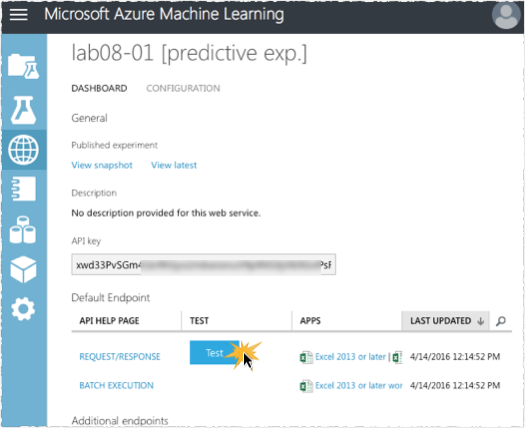 Microsoft Azure Machine Learning
lab08-01 [predictive exp.]
DASHBOARD CONFIGURATION
General
Published experiment
View snapshot View latest
Description
No description provided for this web service.
API key
xwd33PvSGm
Default Endpoint
API HELP PAGE TEST APPS LAST UPDATED
REQUEST/RESPONSE Test Excel 2013 or later | 4/14/2016 12:14:52 PM
BATCH EXECUTION Excel 2013 or later wor 4/14/2016 12:14:52 PM
Additional endpoints